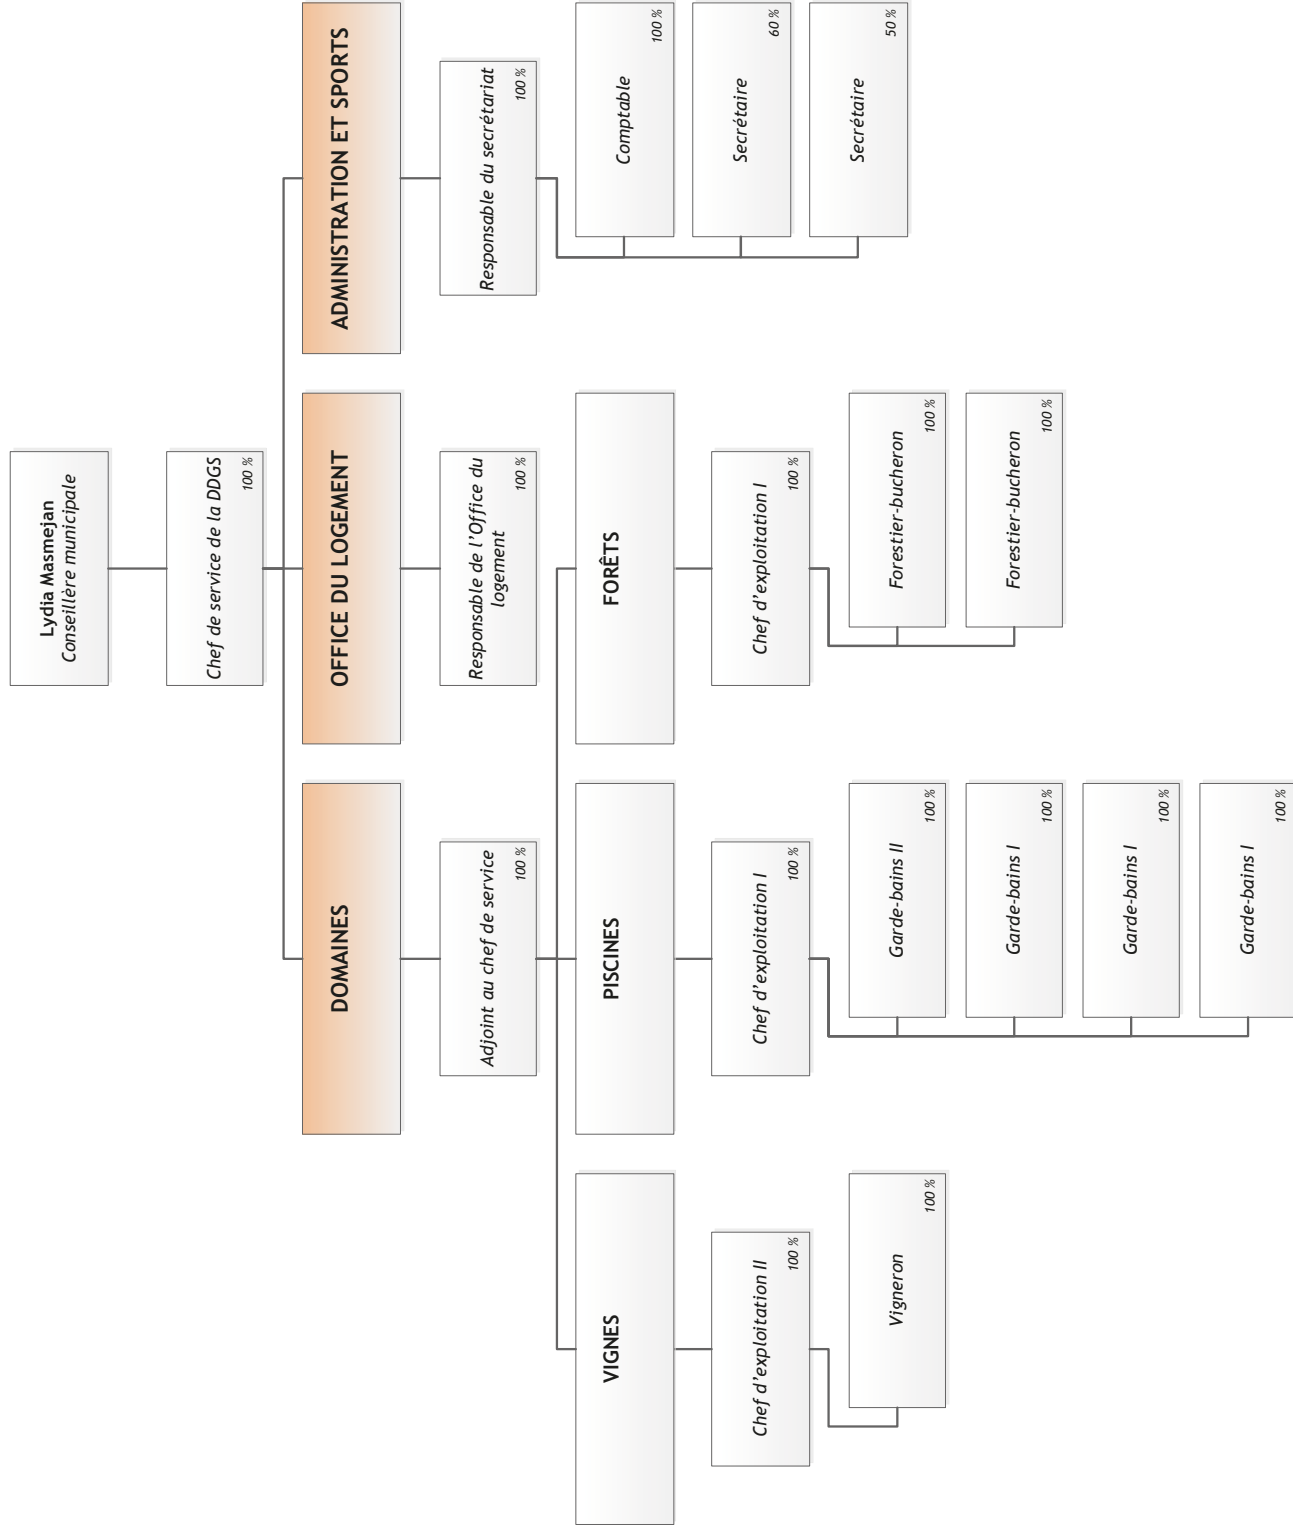 Lydia Masmejan
Conseillère municipale
Chef de service de la DDGS
100 %
DOMAINES
OFFICE DU LOGEMENT
ADMINISTRATION ET SPORTS
Adjoint au chef de service
100 %
Responsable de l'Office du
logement
100 %
Responsable du secrétariat
100 %
VIGNES
PISCINES
FORÊTS
Comptable
100 %
Secrétaire
60 %
Secrétaire
50 %
Chef d'exploitation II
100 %
Chef d'exploitation I
100 %
Chef d'exploitation I
100 %
Vigneron
100 %
Garde-bains II
100 %
Garde-bains I
100 %
Garde-bains I
100 %
Garde-bains I
100 %
Forestier-bucheron
100 %
Forestier-bucheron
100 %